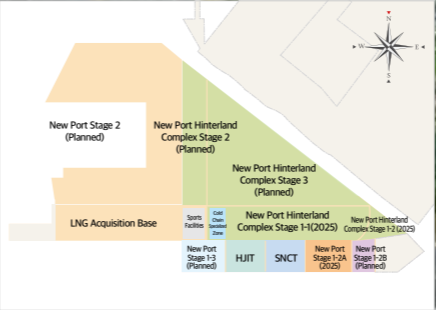 N
W
E
S
New Port Stage 2
(Planned)
New Port Hinterland
Complex Stage 2
(Planned)
New Port Hinterland
Complex Stage 3
(Planned)
LNG Acquisition Base
Sports
Facilities
Cold
Chain
Specialized
Zone
New Port Hinterland
Complex Stage 1-1(2025)
New Port Hinterland
Complex Stage 1-2 (2025)
New Port
Stage 1-3
(Planned)
HJIT
SNCT
New Port
Stage 1-2A
(2025)
New Port
Stage 1-2B
(Planned)